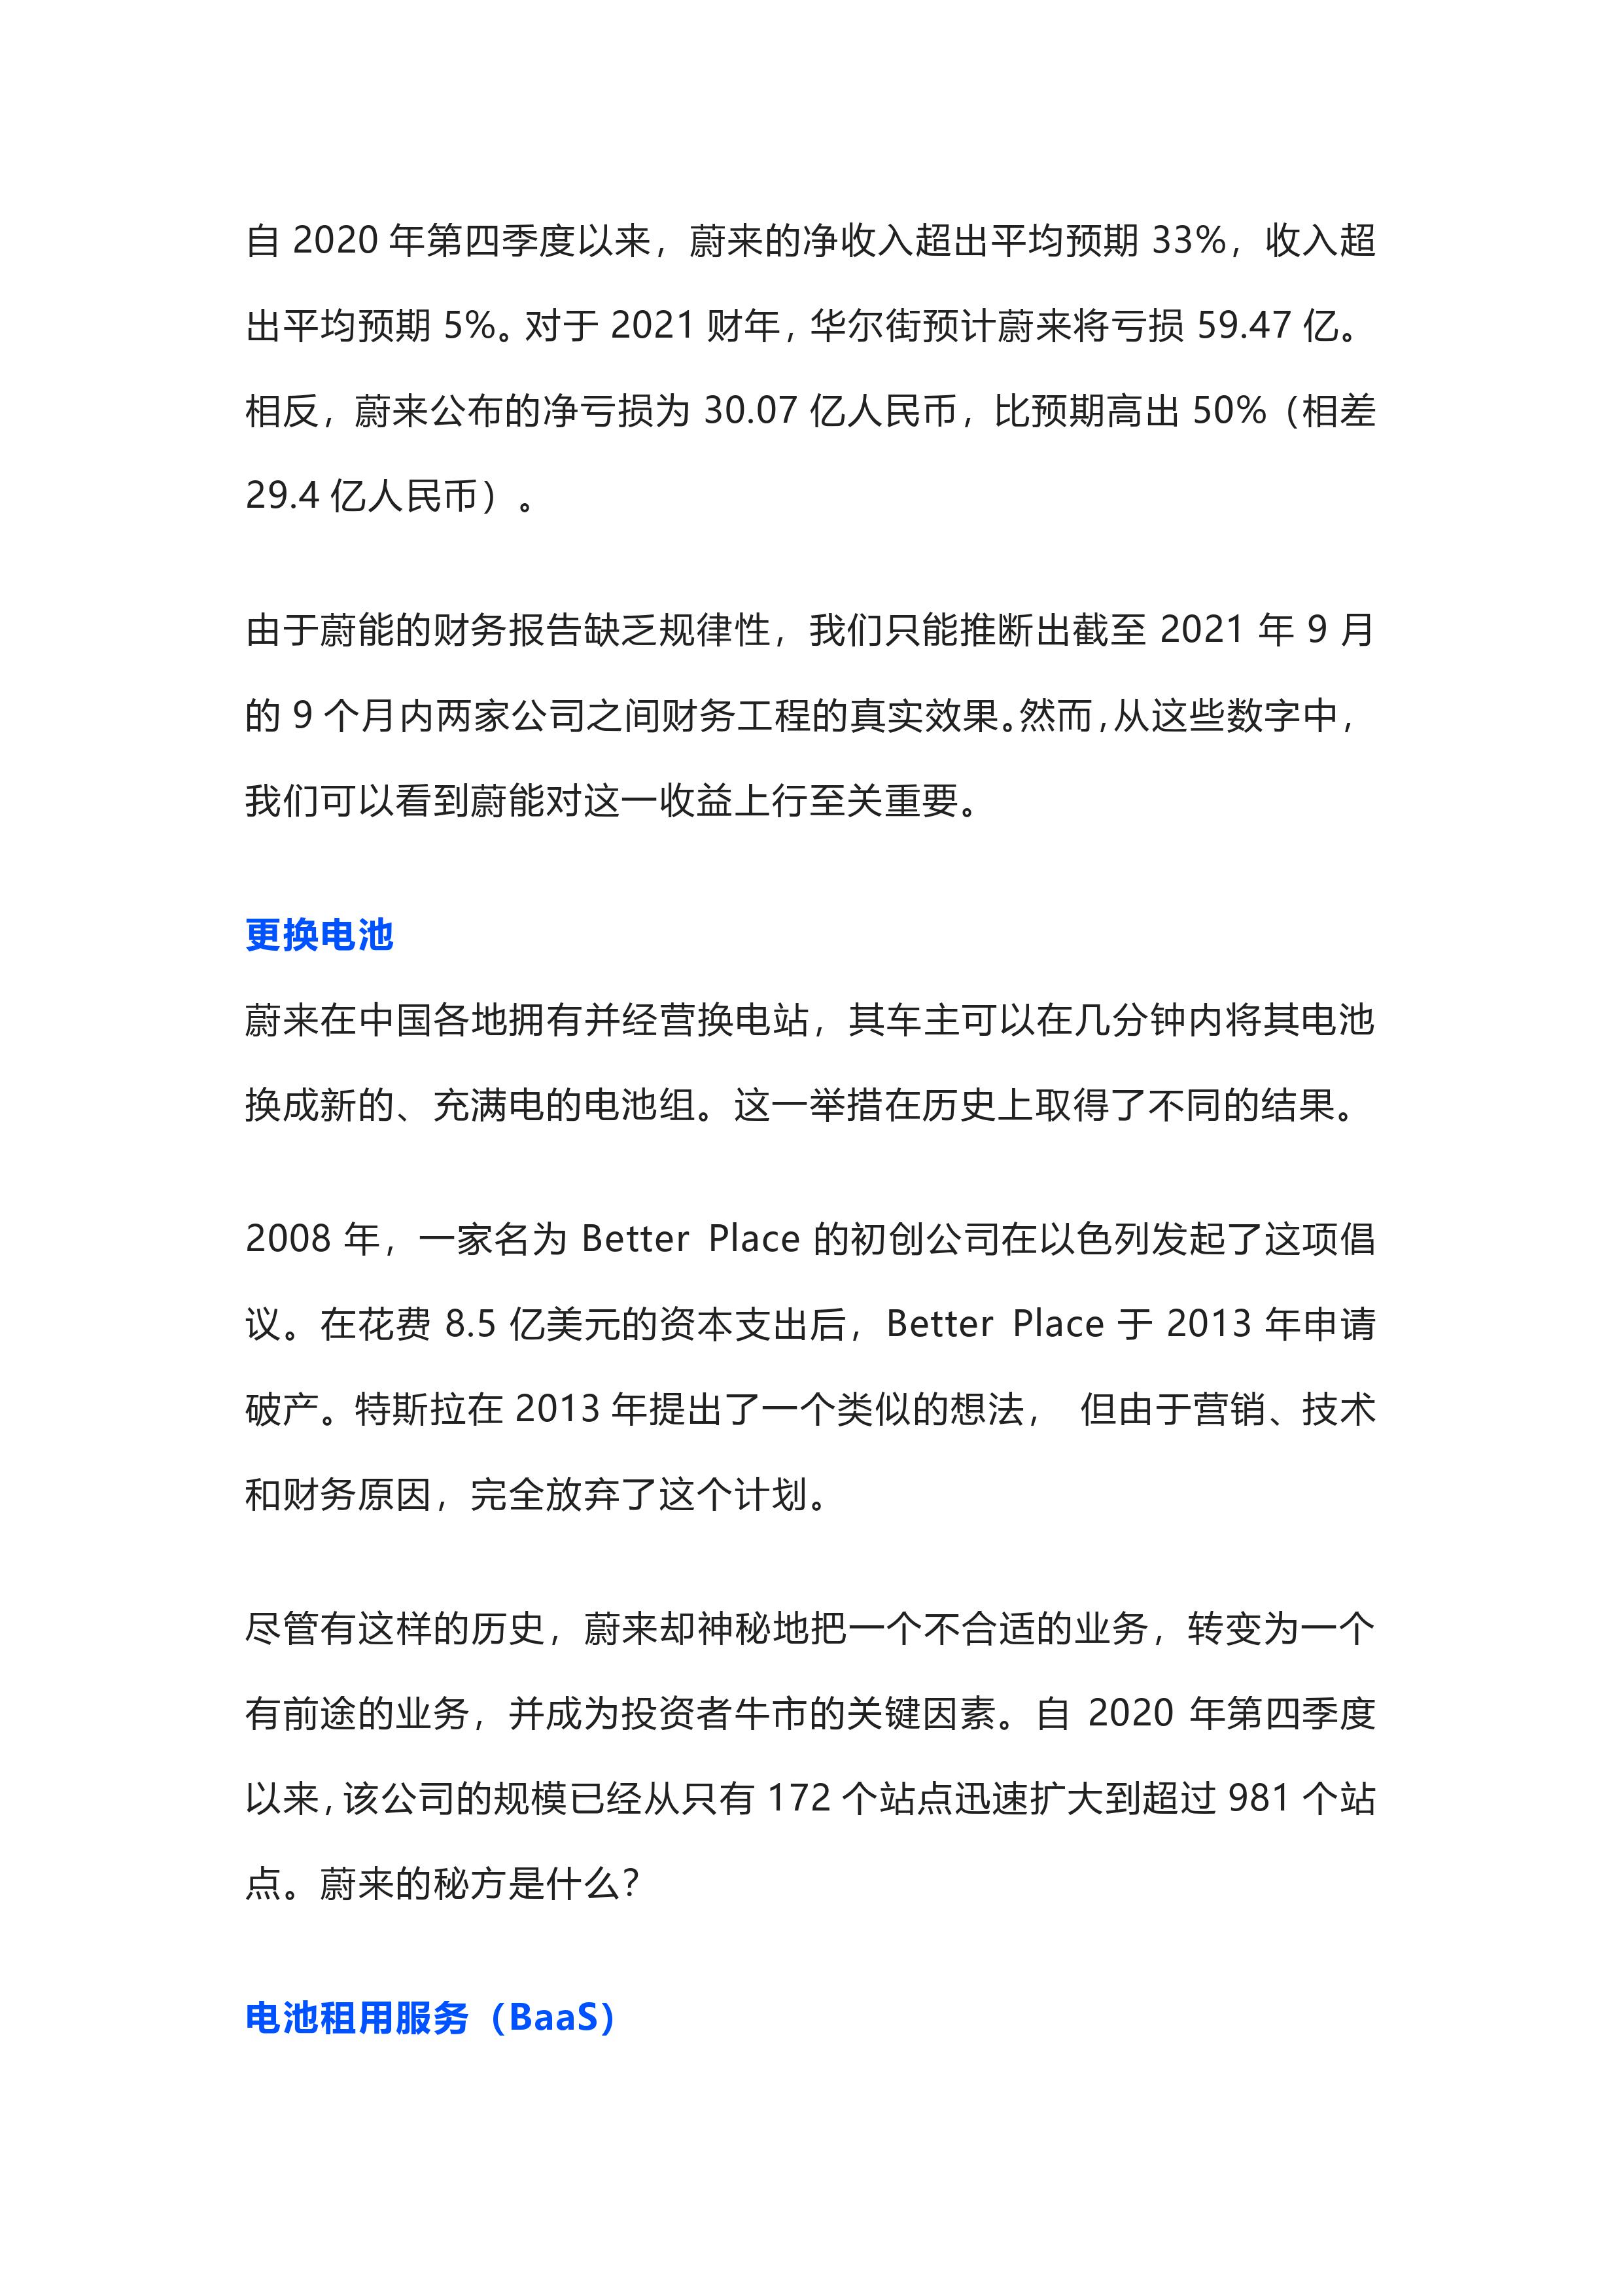 自 2020 年第四季度以来，蔚来的净收入超出平均预期 33%，收入超
出平均预期 5%。对于 2021 财年，华尔街预计蔚来将亏损 59.47 亿。
相反，蔚来公布的净亏损为 30.07 亿人民币，比预期高出 50%（相差
29.4 亿人民币）。
由于蔚能的财务报告缺乏规律性，我们只能推断出截至 2021 年 9 月
的 9 个月内两家公司之间财务工程的真实效果。然而，从这些数字中，
我们可以看到蔚能对这一收益上行至关重要。
更换电池
蔚来在中国各地拥有并经营换电站，其车主可以在几分钟内将其电池
换成新的、充满电的电池组。这一举措在历史上取得了不同的结果。
2008 年，一家名为 Better Place 的初创公司在以色列发起了这项倡
议。在花费 8.5 亿美元的资本支出后，Better Place 于 2013 年申请
破产。特斯拉在 2013 年提出了一个类似的想法， 但由于营销、技术
和财务原因，完全放弃了这个计划。
尽管有这样的历史，蔚来却神秘地把一个不合适的业务，转变为一个
有前途的业务，并成为投资者牛市的关键因素。自 2020 年第四季度
以来，该公司的规模已经从只有 172 个站点迅速扩大到超过 981 个站
点。蔚来的秘方是什么？
电池租用服务（BaaS）